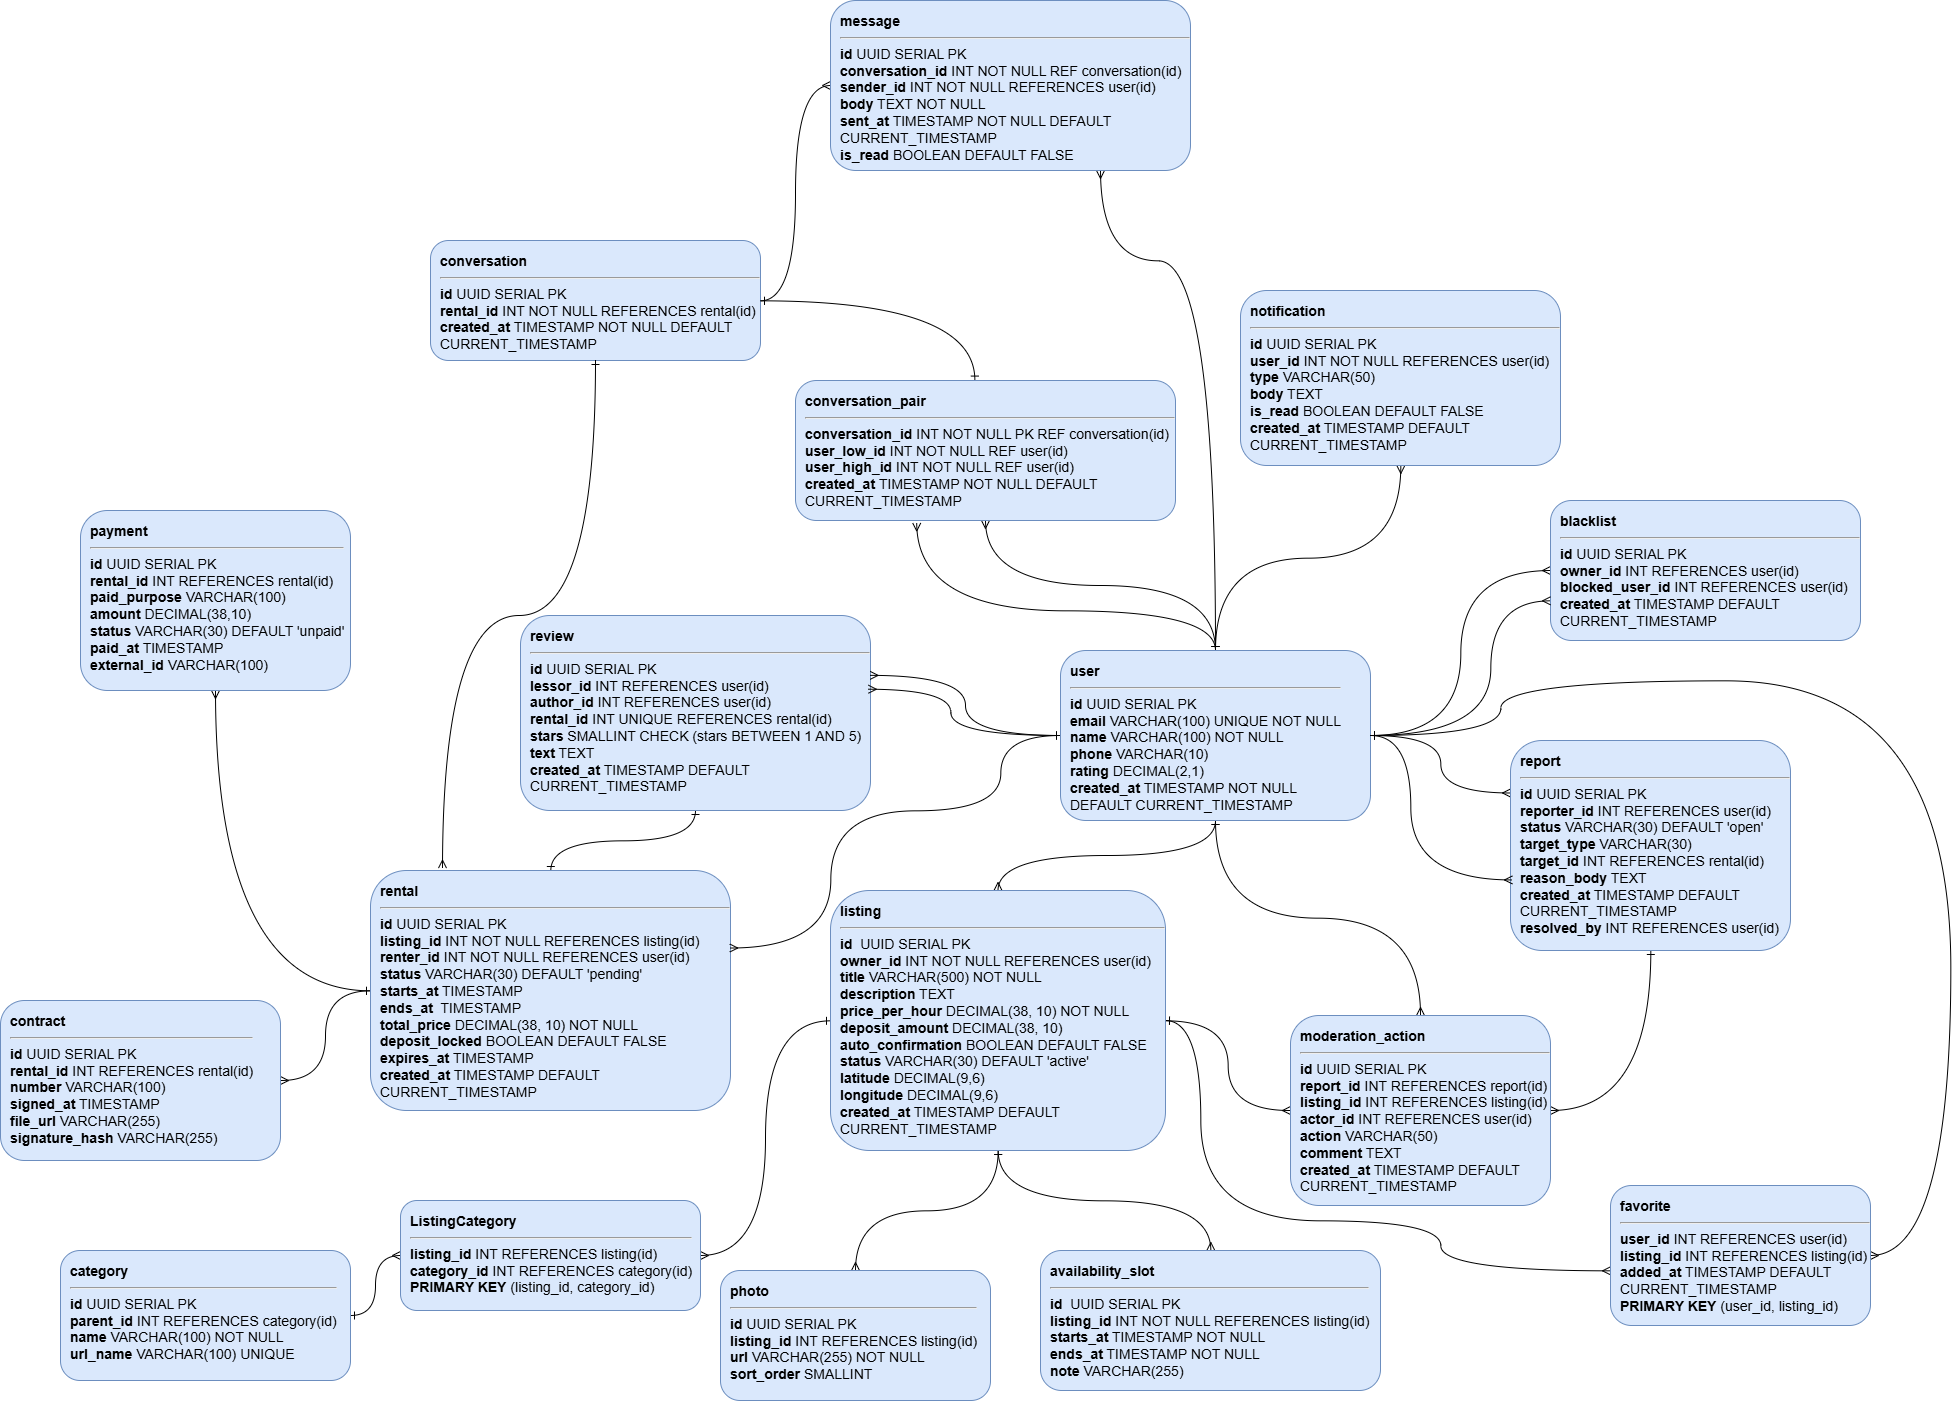 message
id UUID SERIAL PK
conversation_id INT NOT NULL REF conversation(id)
sender_id INT NOT NULL REFERENCES user(id)
body TEXT NOT NULL
sent_at TIMESTAMP NOT NULL DEFAULT
CURRENT_TIMESTAMP
is_read BOOLEAN DEFAULT FALSE
conversation
id UUID SERIAL PK
rental_id INT NOT NULL REFERENCES rental(id)
created_at TIMESTAMP NOT NULL DEFAULT
CURRENT_TIMESTAMP
notification
id UUID SERIAL PK
user_id INT NOT NULL REFERENCES user(id)
type VARCHAR(50)
body TEXT
is_read BOOLEAN DEFAULT FALSE
created_at TIMESTAMP DEFAULT
CURRENT_TIMESTAMP
conversation_pair
conversation_id INT NOT NULL PK REF conversation(id)
user_low_id INT NOT NULL REF user(id)
user_high_id INT NOT NULL REF user(id)
created_at TIMESTAMP NOT NULL DEFAULT
CURRENT_TIMESTAMP
blacklist
id UUID SERIAL PK
owner_id INT REFERENCES user(id)
blocked_user_id INT REFERENCES user(id)
created_at TIMESTAMP DEFAULT
CURRENT_TIMESTAMP
payment
id UUID SERIAL PK
rental_id INT REFERENCES rental(id)
paid_purpose VARCHAR(100)
amount DECIMAL(38,10)
status VARCHAR(30) DEFAULT 'unpaid'
paid_at TIMESTAMP
external_id VARCHAR(100)
review
id UUID SERIAL PK
lessor_id INT REFERENCES user(id)
author_id INT REFERENCES user(id)
rental_id INT UNIQUE REFERENCES rental(id)
stars SMALLINT CHECK (stars BETWEEN 1 AND 5)
text TEXT
created_at TIMESTAMP DEFAULT
CURRENT_TIMESTAMP
user
id UUID SERIAL PK
email VARCHAR(100) UNIQUE NOT NULL
name VARCHAR(100) NOT NULL
phone VARCHAR(10)
rating DECIMAL(2,1)
created_at TIMESTAMP NOT NULL
DEFAULT CURRENT_TIMESTAMP
report
id UUID SERIAL PK
reporter_id INT REFERENCES user(id)
status VARCHAR(30) DEFAULT 'open'
target_type VARCHAR(30)
target_id INT REFERENCES rental(id)
reason_body TEXT
created_at TIMESTAMP DEFAULT
CURRENT_TIMESTAMP
resolved_by INT REFERENCES user(id)
rental
id UUID SERIAL PK
listing_id INT NOT NULL REFERENCES listing(id)
renter_id INT NOT NULL REFERENCES user(id)
status VARCHAR(30) DEFAULT 'pending'
starts_at TIMESTAMP
ends_at  TIMESTAMP
total_price DECIMAL(38, 10) NOT NULL
deposit_locked BOOLEAN DEFAULT FALSE
expires_at TIMESTAMP
created_at TIMESTAMP DEFAULT
CURRENT_TIMESTAMP
listing
id  UUID SERIAL PK
owner_id INT NOT NULL REFERENCES user(id)
title VARCHAR(500) NOT NULL
description TEXT
price_per_hour DECIMAL(38, 10) NOT NULL
deposit_amount DECIMAL(38, 10)
auto_confirmation BOOLEAN DEFAULT FALSE
status VARCHAR(30) DEFAULT 'active'
latitude DECIMAL(9,6)
longitude DECIMAL(9,6)
created_at TIMESTAMP DEFAULT
CURRENT_TIMESTAMP
contract
id UUID SERIAL PK
rental_id INT REFERENCES rental(id)
number VARCHAR(100)
signed_at TIMESTAMP
file_url VARCHAR(255)
signature_hash VARCHAR(255)
moderation_action
id UUID SERIAL PK
report_id INT REFERENCES report(id)
listing_id INT REFERENCES listing(id)
actor_id INT REFERENCES user(id)
action VARCHAR(50)
comment TEXT
created_at TIMESTAMP DEFAULT
CURRENT_TIMESTAMP
ListingCategory
listing_id INT REFERENCES listing(id)
category_id INT REFERENCES category(id)
PRIMARY KEY (listing_id, category_id)
favorite
user_id INT REFERENCES user(id)
listing_id INT REFERENCES listing(id)
added_at TIMESTAMP DEFAULT
CURRENT_TIMESTAMP
PRIMARY KEY (user_id, listing_id)
category
id UUID SERIAL PK
parent_id INT REFERENCES category(id)
name VARCHAR(100) NOT NULL
url_name VARCHAR(100) UNIQUE
photo
id UUID SERIAL PK
listing_id INT REFERENCES listing(id)
url VARCHAR(255) NOT NULL
sort_order SMALLINT
availability_slot
id  UUID SERIAL PK
listing_id INT NOT NULL REFERENCES listing(id)
starts_at TIMESTAMP NOT NULL
ends_at TIMESTAMP NOT NULL
note VARCHAR(255)